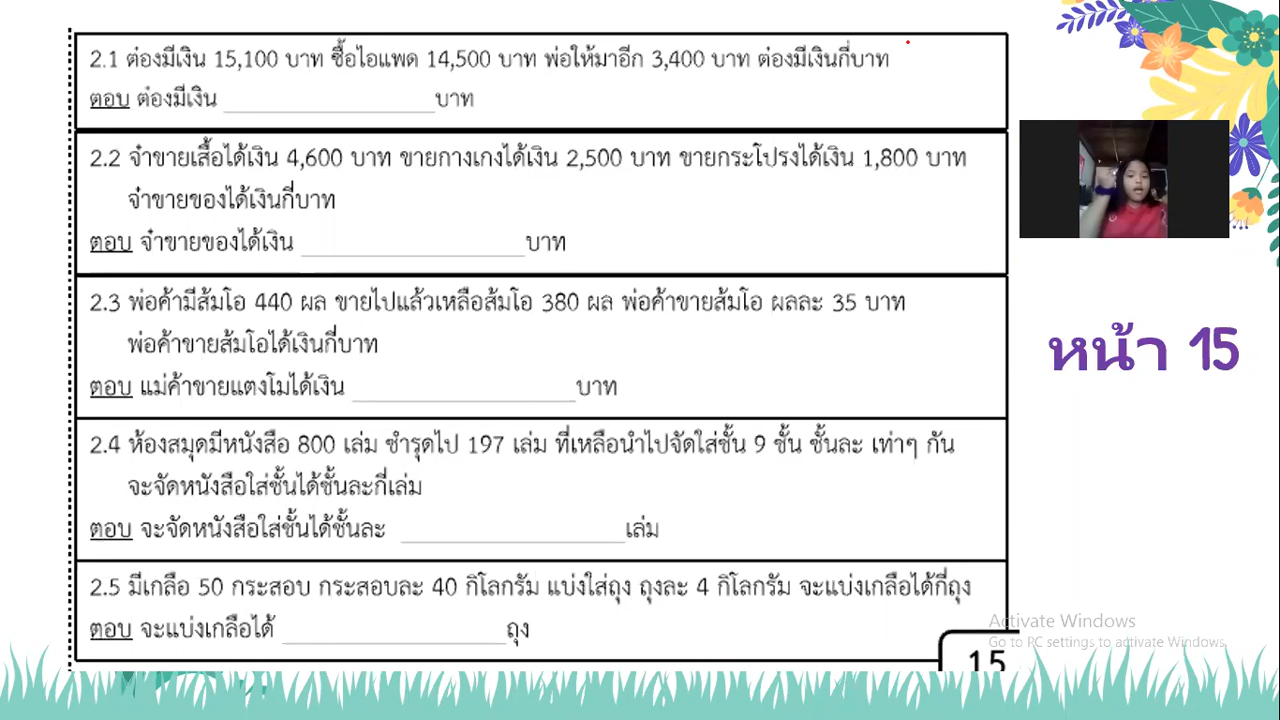 2.1 ต่องมีเงิน 15,100 บาท ซื้อไอแพด 14,500 บาท พ่อให้มาอีก 3,400 บาท ต่องมีเงินกี่บาท
ตอบ ต่องมีเงิน ____________________ บาท
2.2 จ๋าขายเสื้อได้เงิน 4,600 บาท ขายกางเกงได้เงิน 2,500 บาท ขายกระโปรงได้เงิน 1,800 บาท
จ๋าขายของได้เงินกี่บาท
ตอบ จ๋าขายของได้เงิน ____________________ บาท
2.3 พ่อค้ามีส้มโอ 440 ผล ขายไปแล้วเหลือส้มโอ 380 ผล พ่อค้าขายส้มโอ ผลละ 35 บาท
พ่อค้าขายส้มโอได้เงินกี่บาท
ตอบ แม่ค้าขายแตงโมได้เงิน ____________________ บาท
หน้า 15
2.4 ห้องสมุดมีหนังสือ 800 เล่ม ชำรุดไป 197 เล่ม ที่เหลือนำไปจัดใส่ชั้น 9 ชั้น ชั้นละ เท่าๆ กัน
จะจัดหนังสือใส่ชั้นได้ชั้นละกี่เล่ม
ตอบ จะจัดหนังสือใส่ชั้นได้ชั้นละ ____________________ เล่ม
2.5 มีเกลือ 50 กระสอบ กระสอบละ 40 กิโลกรัม แบ่งใส่ถุง ถุงละ 4 กิโลกรัม จะแบ่งเกลือได้กี่ถุง
ตอบ จะแบ่งเกลือได้ ____________________ ถุง
Activate Windows
Go to PC settings to activate Windows.
15